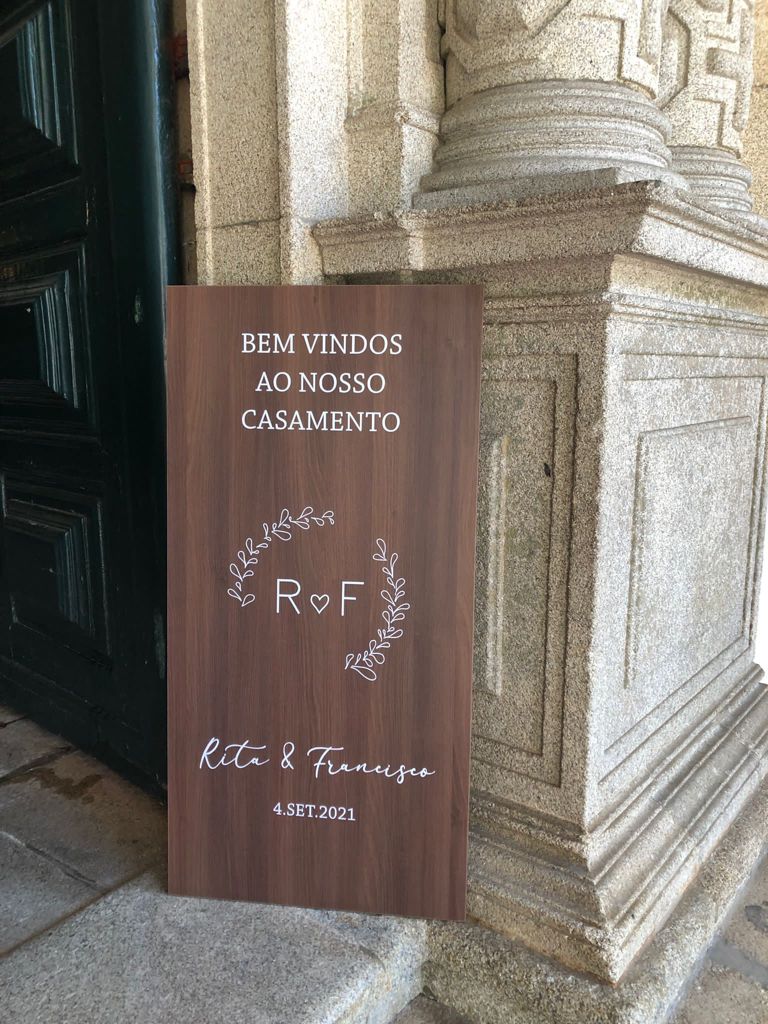 BEM VINDOS
AO NOSSO
CASAMENTO
R♡F
Rita & Francisco
4.SET.2021